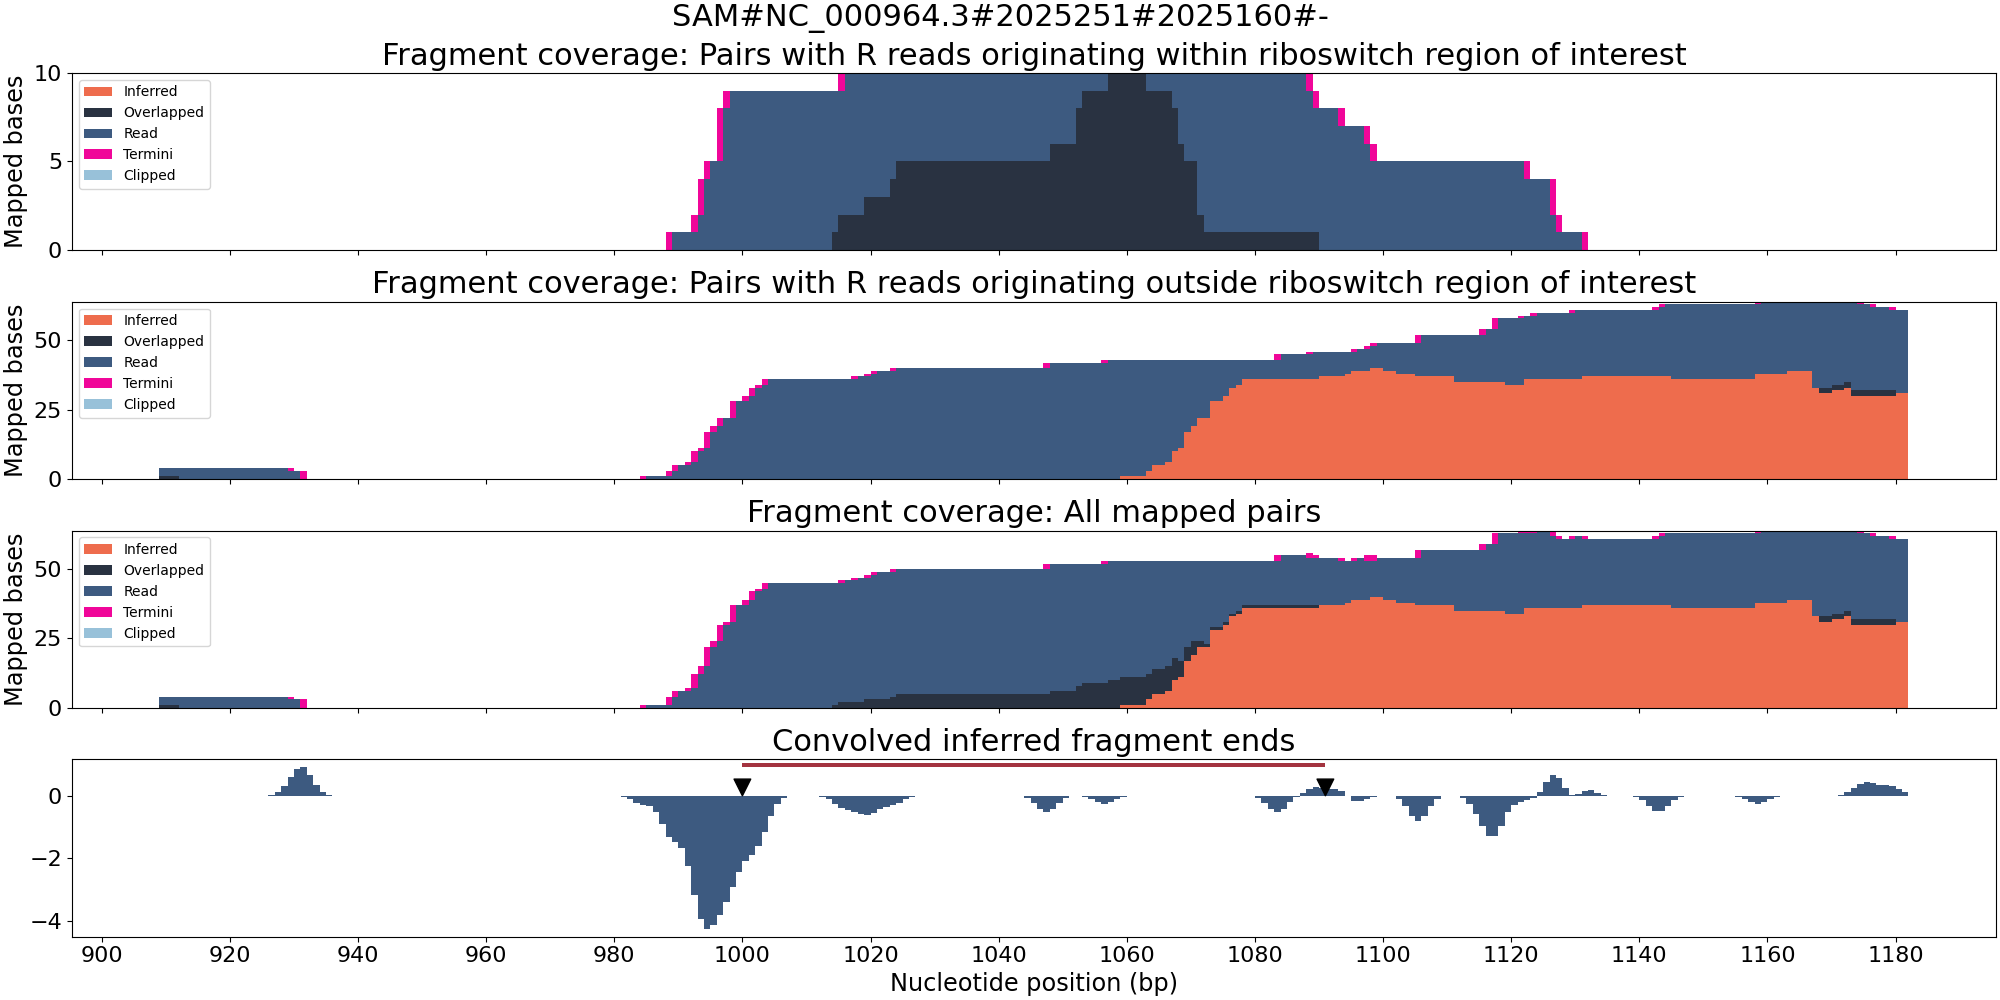 SAM#NC_000964.3#2025251#2025160#-
Fragment coverage: Pairs with R reads originating within riboswitch region of interest
Mapped bases
10
5
0
Inferred
Overlapped
Read
Termini
Clipped
Fragment coverage: Pairs with R reads originating outside riboswitch region of interest
Mapped bases
50
25
0
Inferred
Overlapped
Read
Termini
Clipped
Fragment coverage: All mapped pairs
Mapped bases
50
25
0
Inferred
Overlapped
Read
Termini
Clipped
Convolved inferred fragment ends
0
−2
−4
900 920 940 960 980 1000 1020 1040 1060 1080 1100 1120 1140 1160 1180
Nucleotide position (bp)